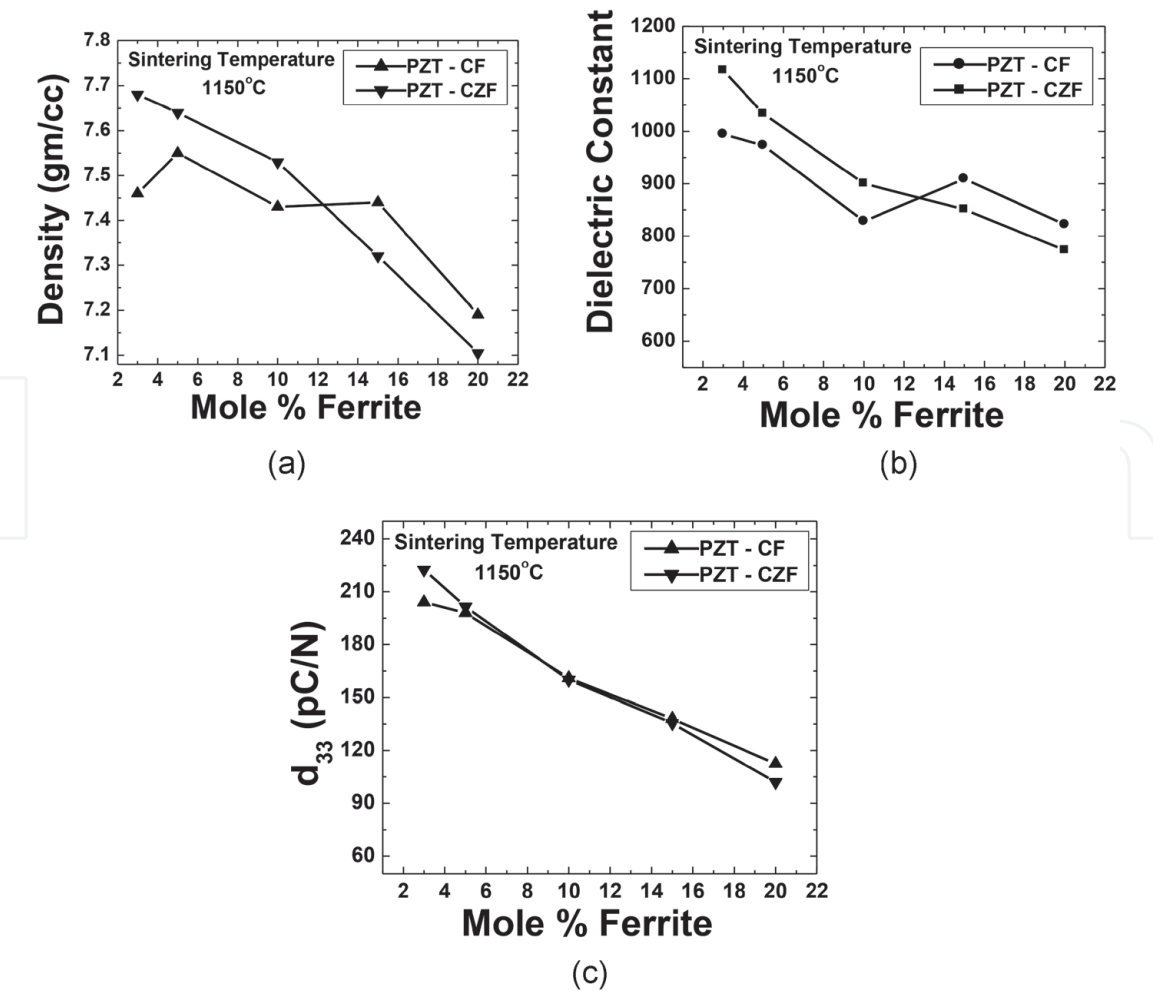 7.8
7.7
7.6
7.5
7.4
7.3
7.2
7.1
Density (gm/cc)
Sintering Temperature
1150°C
PZT - CF
PZT - CZF
2 4 6 8 10 12 14 16 18 20 22
Mole % Ferrite
(a)
1200
1100
1000
900
800
700
600
Dielectric Constant
Sintering Temperature
1150°C
PZT - CF
PZT - CZF
2 4 6 8 10 12 14 16 18 20 22
Mole % Ferrite
(b)
240
210
180
150
120
90
60
d33 (pC/N)
Sintering Temperature
1150°C
PZT - CF
PZT - CZF
2 4 6 8 10 12 14 16 18 20 22
Mole % Ferrite
(c)